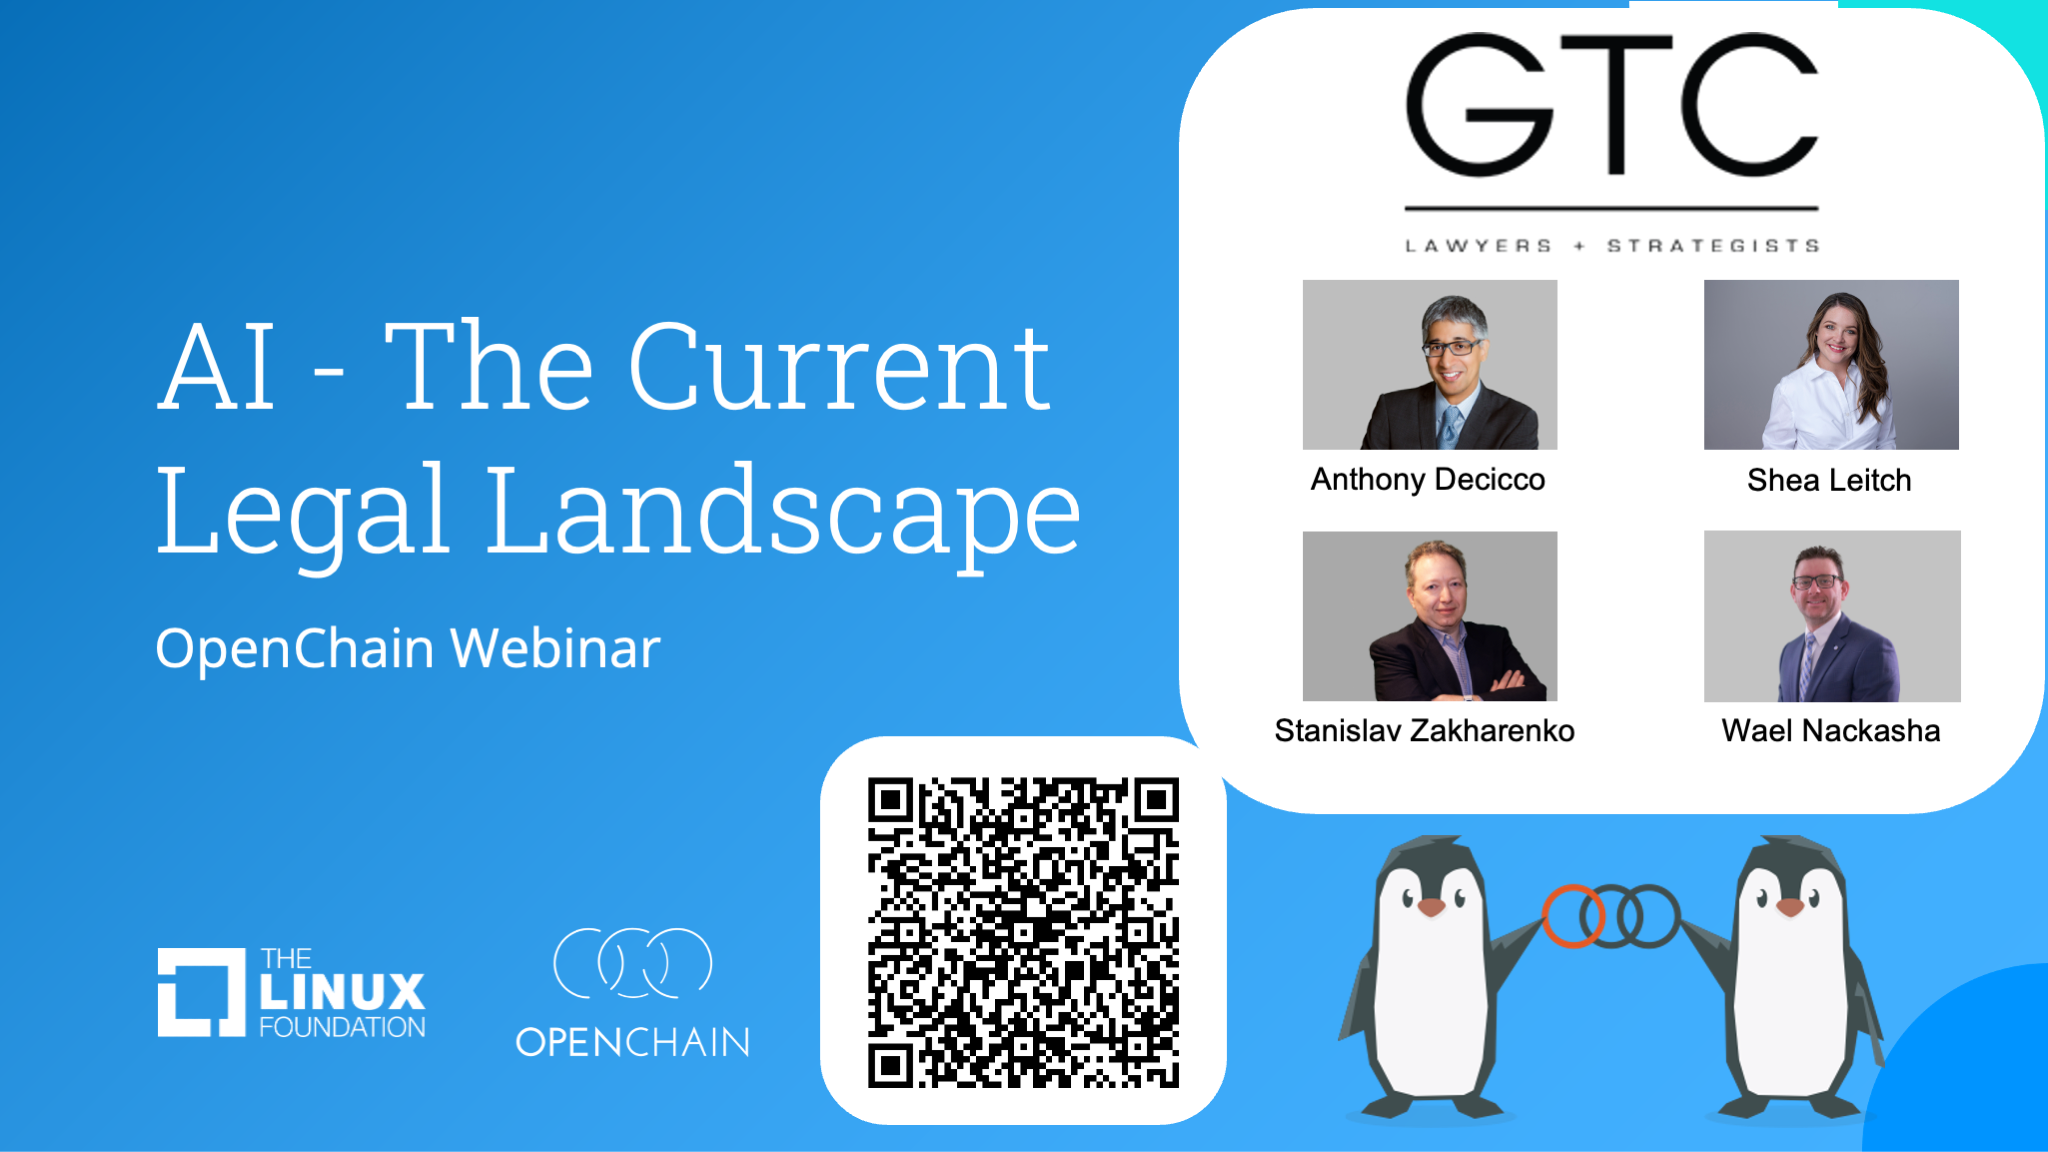 AI - The Current
Legal Landscape
OpenChain Webinar
THE
LINUX
FOUNDATION
OPENCHAIN
GTC
LAWYERS + STRATEGISTS
Anthony Decicco
Shea Leitch
Stanislav Zakharenko
Wael Nackasha